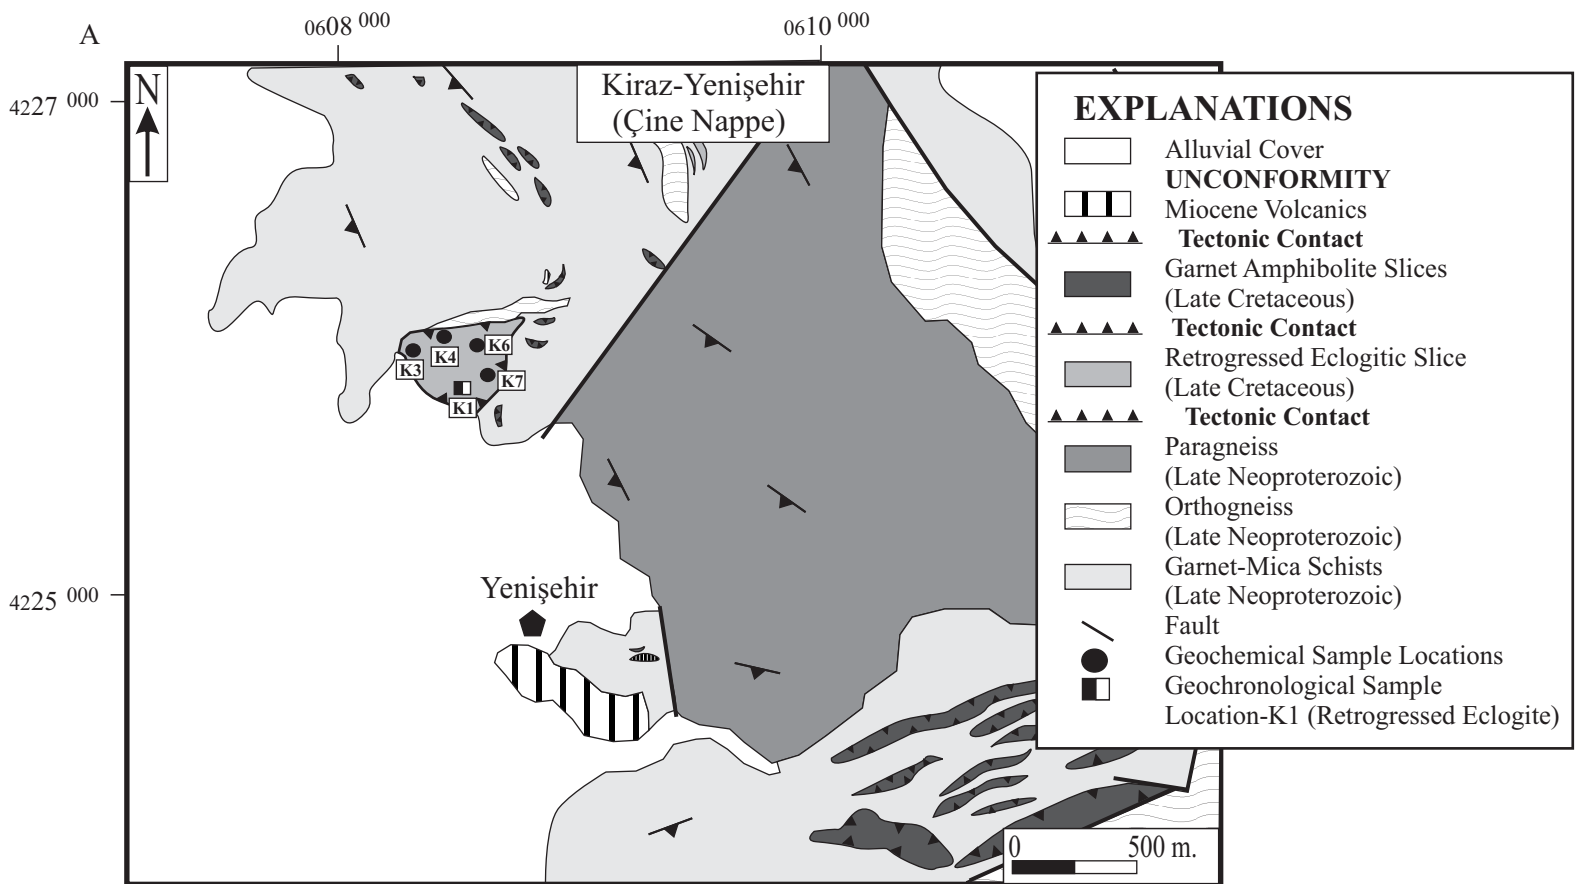 A
0608 000
0610 000
4227 000
4225 000
N
Kiraz-Yenişehir
(Çine Nappe)
K3
K4
K6
K7
K1
Yenişehir
EXPLANATIONS
Alluvial Cover
UNCONFORMITY
Miocene Volcanics
Tectonic Contact
Garnet Amphibolite Slices
(Late Cretaceous)
Tectonic Contact
Retrogressed Eclogitic Slice
(Late Cretaceous)
Tectonic Contact
Paragneiss
(Late Neoproterozoic)
Orthogneiss
(Late Neoproterozoic)
Garnet-Mica Schists
(Late Neoproterozoic)
Fault
Geochemical Sample Locations
Geochronological Sample
Location-K1 (Retrogressed Eclogite)
0 500 m.